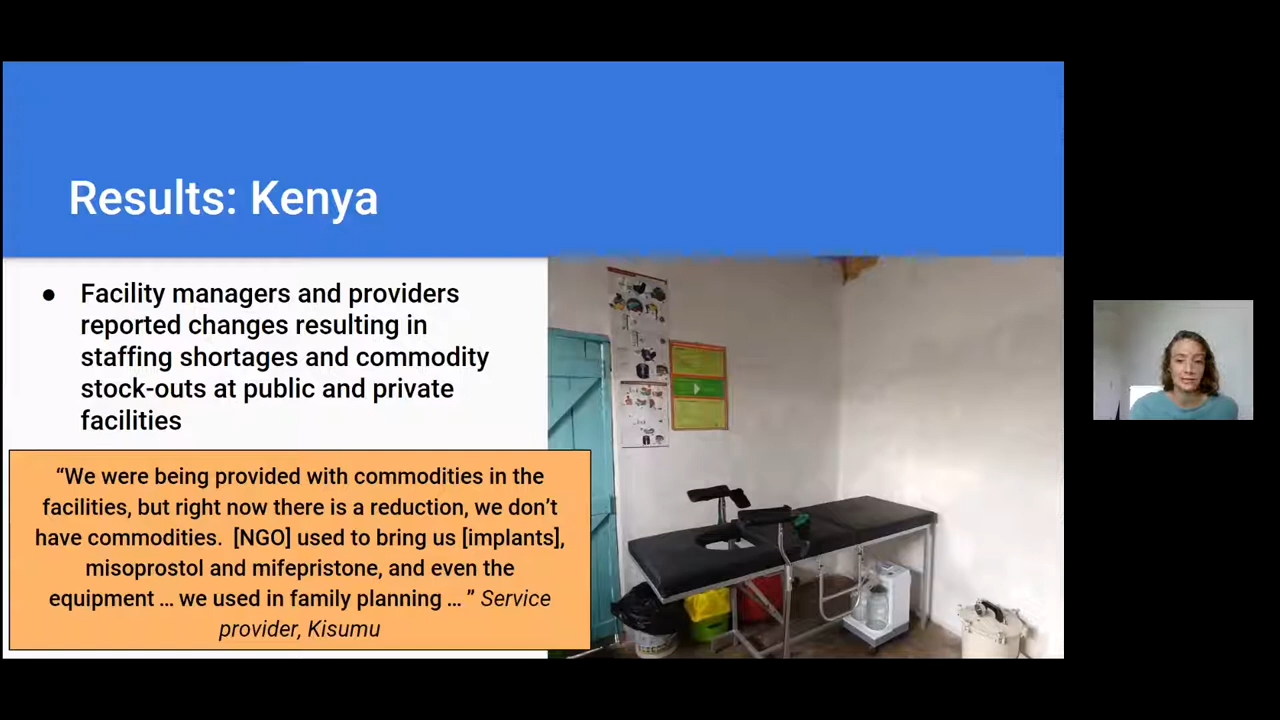 Results: Kenya
● Facility managers and providers
reported changes resulting in
staffing shortages and commodity
stock-outs at public and private
facilities
“We were being provided with commodities in the
facilities, but right now there is a reduction, we don’t
have commodities.  [NGO] used to bring us [implants],
misoprostol and mifepristone, and even the
equipment … we used in family planning … ” Service
provider, Kisumu